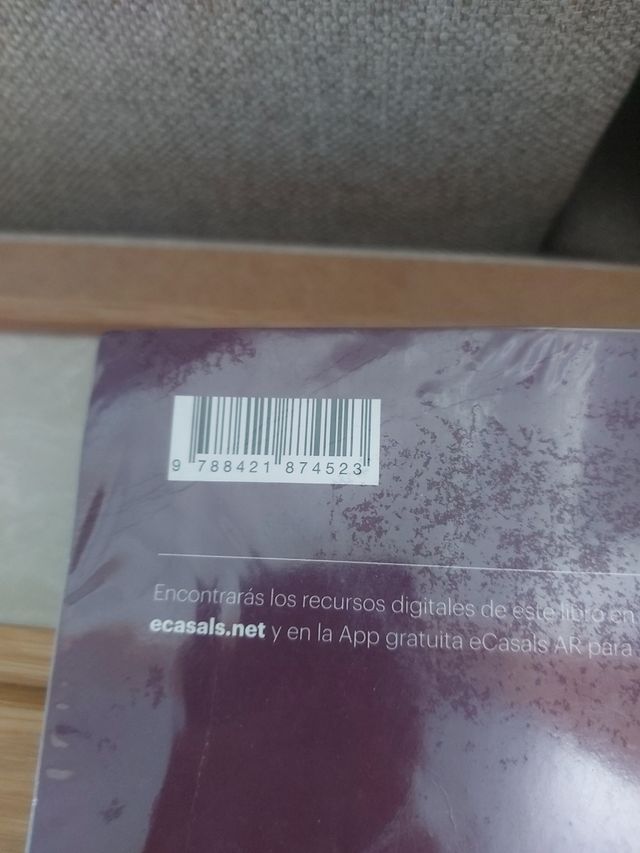 9 788421 874523
Encontrarás los recursos digitales de este libro en
ecasals.net y en la App gratuita eCasals AR para